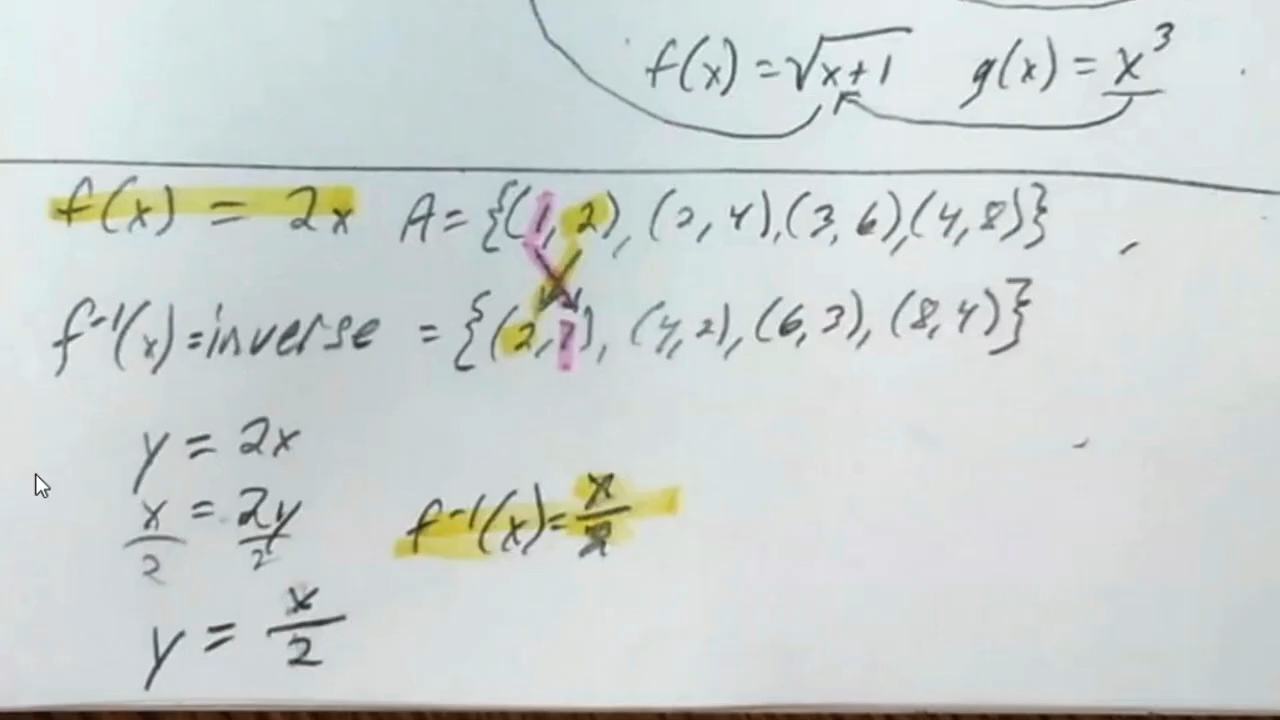 f(x) = √x+1 g(x) = x³
f(x) = 2x A = {(1, 2), (2, 4), (3, 6), (4, 8)}
f⁻¹(x) = inverse = {(2, 1), (4, 2), (6, 3), (8, 4)}
y = 2x
x/2 = 2y/2 f⁻¹(x) = x/2
y = x/2